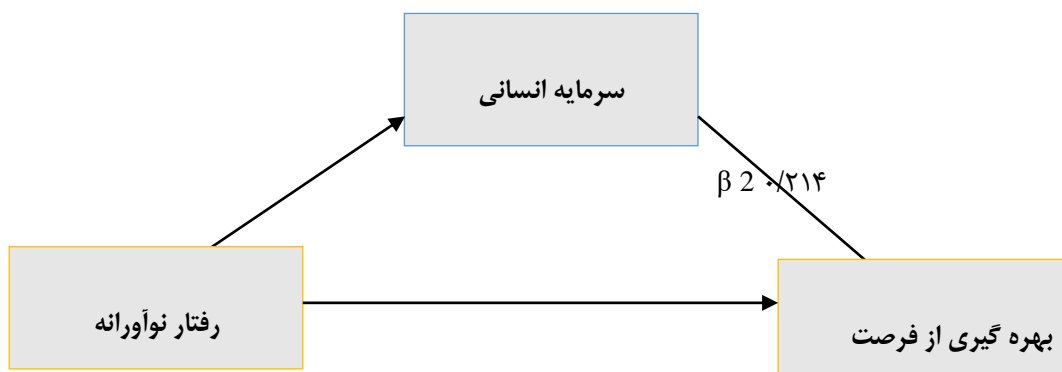 سرمایه انسانی
β 2 ۰/۲۱۴
رفتار نوآورانه
بهره گیری از فرصت